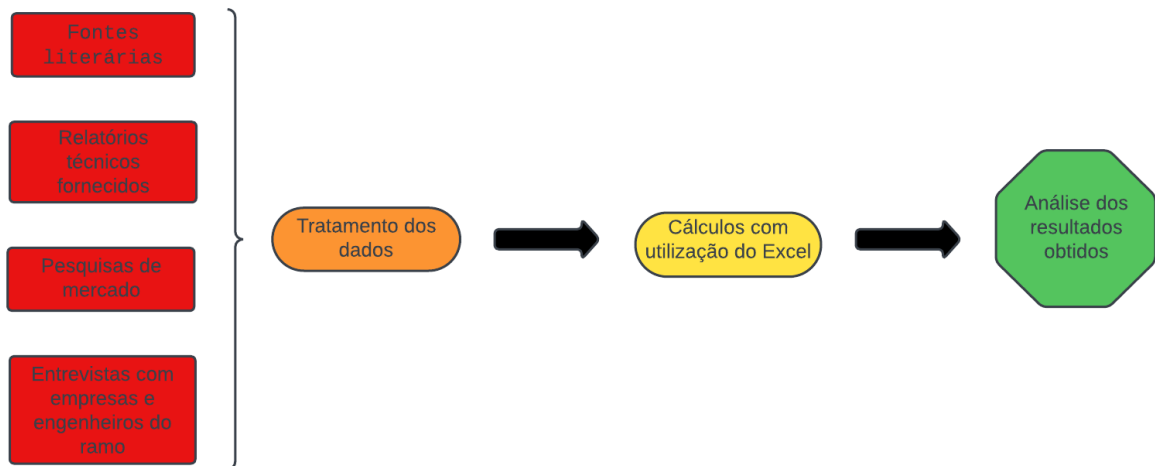 Fontes
literárias
Relatórios
técnicos
fornecidos
Pesquisas de
mercado
Entrevistas com
empresas e
engenheiros do
ramo
Tratamento dos
dados
Cálculos com
utilização do Excel
Análise dos
resultados
obtidos